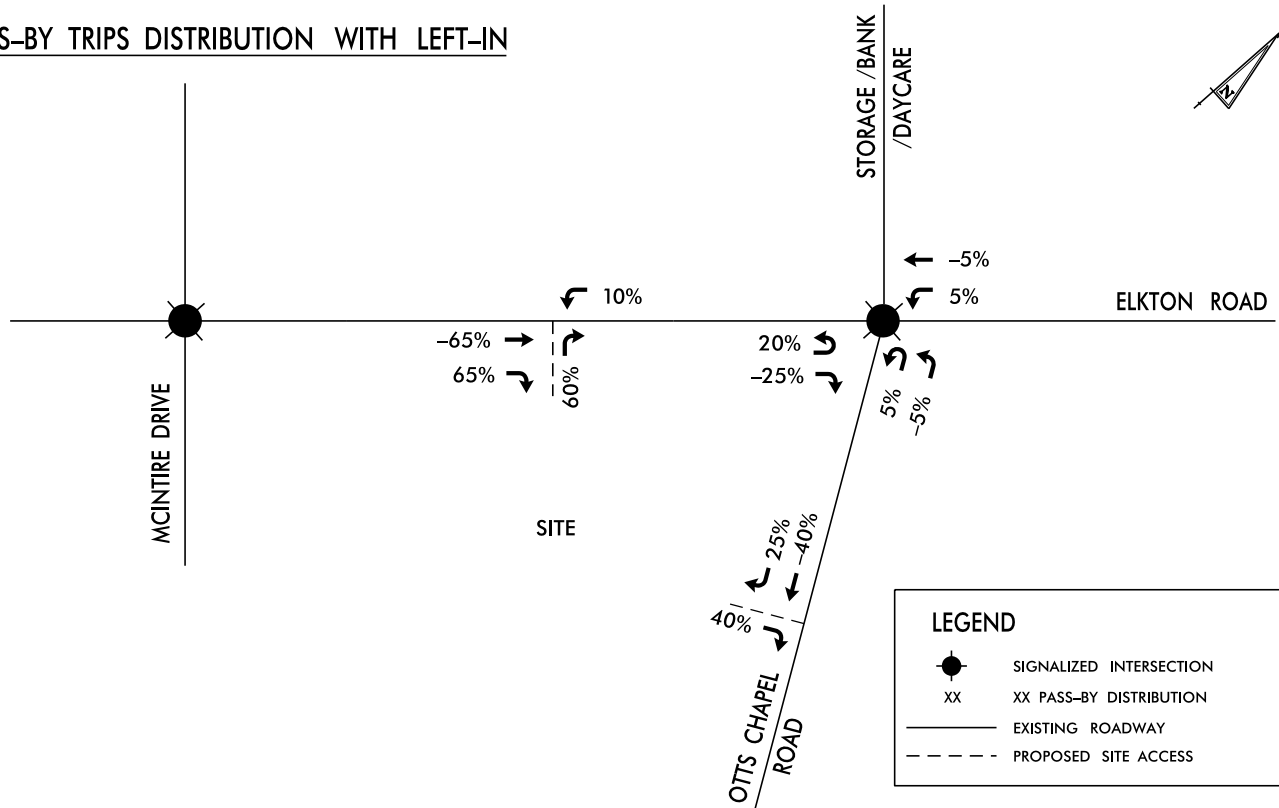 S–BY TRIPS DISTRIBUTION WITH LEFT–IN
STORAGE /BANK
/DAYCARE
N
–5%
5%
10%
ELKTON ROAD
–65%
65%
60%
20%
–25%
5%
–5%
MCINTIRE DRIVE
SITE
25%
–40%
40%
OTTS CHAPEL
ROAD
LEGEND
SIGNALIZED INTERSECTION
XX XX PASS–BY DISTRIBUTION
EXISTING ROADWAY
PROPOSED SITE ACCESS